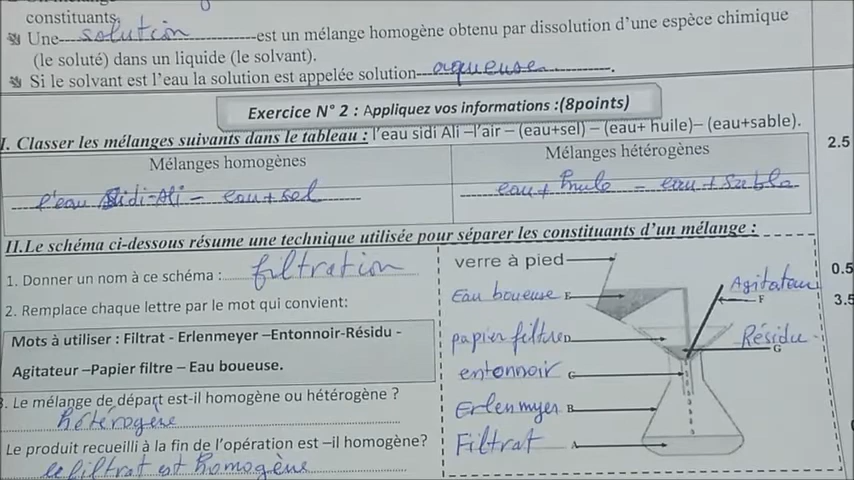 constituants.
Une solution est un mélange homogène obtenu par dissolution d'une espèce chimique
(le soluté) dans un liquide (le solvant).
Si le solvant est l'eau la solution est appelée solution aqueuse.
Exercice N° 2 : Appliquez vos informations :(8points)
I. Classer les mélanges suivants dans le tableau : l'eau sidi Ali –l'air – (eau+sel) – (eau+ huile)– (eau+sable).
2.5
Mélanges homogènes
Mélanges hétérogènes
l'eau Sidi-Ali - eau+sel
eau + huile - eau + sable
II.Le schéma ci-dessous résume une technique utilisée pour séparer les constituants d'un mélange :
1. Donner un nom à ce schéma : filtration
0.5
2. Remplace chaque lettre par le mot qui convient:
3.5
Mots à utiliser : Filtrat - Erlenmeyer –Entonnoir-Résidu -
Agitateur –Papier filtre – Eau boueuse.
3. Le mélange de départ est-il homogène ou hétérogène ?
hétérogène
Le produit recueilli à la fin de l'opération est –il homogène?
le filtrat est homogène
verre à pied
Eau boueuse E
Agitateur
F
papier filtre D
Résidu
G
entonnoir C
Erlenmyer B
Filtrat A